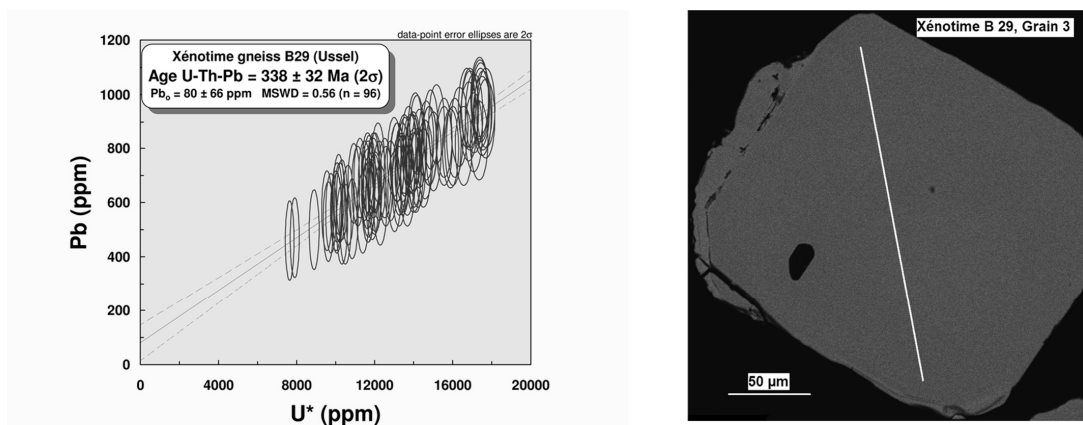 data-point error ellipses are 2σ
Xénotime gneiss B29 (Ussel)
Age U-Th-Pb = 338 ± 32 Ma (2σ)
Pb₀ = 80 ± 66 ppm MSWD = 0.56 (n = 96)
1200
1000
800
600
400
200
0
Pb (ppm)
0 4000 8000 12000 16000 20000
U* (ppm)
Xénotime B 29, Grain 3
50 µm